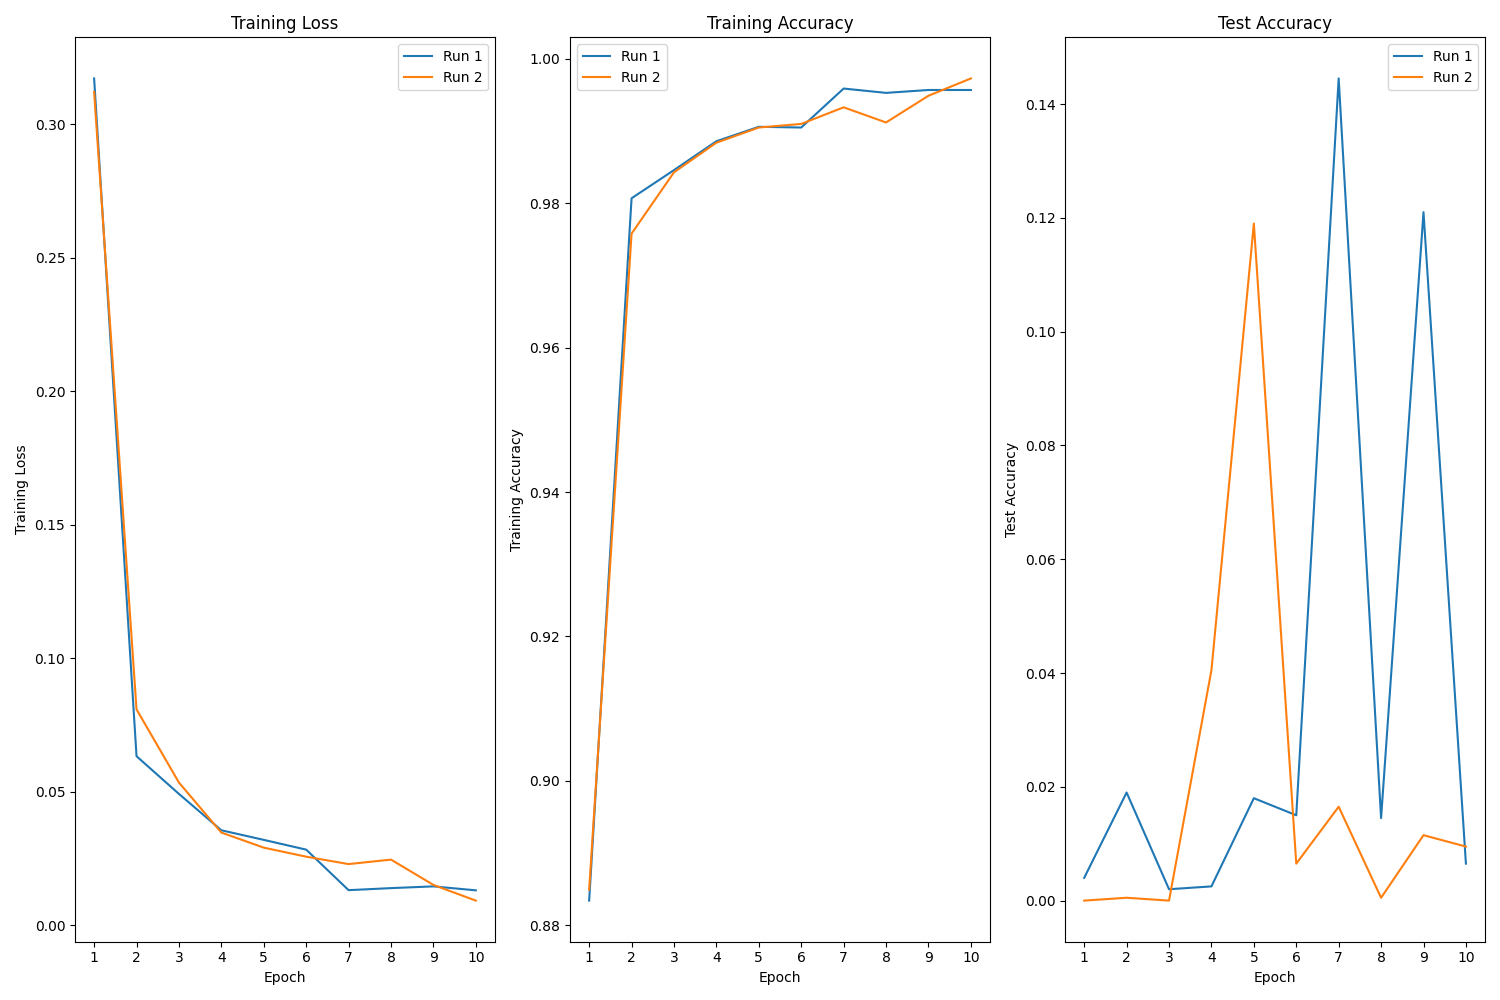 Training Loss
Run 1
Run 2
0.30
0.25
0.20
0.15
0.10
0.05
0.00
Training Loss
1 2 3 4 5 6 7 8 9 10
Epoch
Training Accuracy
Run 1
Run 2
1.00
0.98
0.96
0.94
0.92
0.90
0.88
Training Accuracy
1 2 3 4 5 6 7 8 9 10
Epoch
Test Accuracy
Run 1
Run 2
0.14
0.12
0.10
0.08
0.06
0.04
0.02
0.00
Test Accuracy
1 2 3 4 5 6 7 8 9 10
Epoch